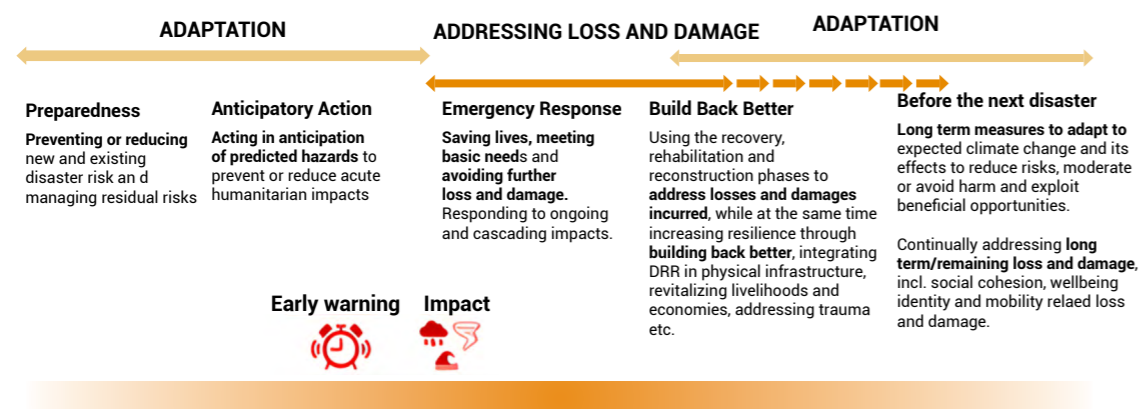 ADAPTATION
ADDRESSING LOSS AND DAMAGE
ADAPTATION
Preparedness
Preventing or reducing
new and existing
disaster risk an d
managing residual risks
Anticipatory Action
Acting in anticipation
of predicted hazards to
prevent or reduce acute
humanitarian impacts
Emergency Response
Saving lives, meeting
basic needs and
avoiding further
loss and damage.
Responding to ongoing
and cascading impacts.
Build Back Better
Using the recovery,
rehabilitation and
reconstruction phases to
address losses and damages
incurred, while at the same time
increasing resilience through
building back better, integrating
DRR in physical infrastructure,
revitalizing livelihoods and
economies, addressing trauma
etc.
Before the next disaster
Long term measures to adapt to
expected climate change and its
effects to reduce risks, moderate
or avoid harm and exploit
beneficial opportunities.
Continually addressing long
term/remaining loss and damage,
incl. social cohesion, wellbeing
identity and mobility relaed loss
and damage.
Early warning
Impact